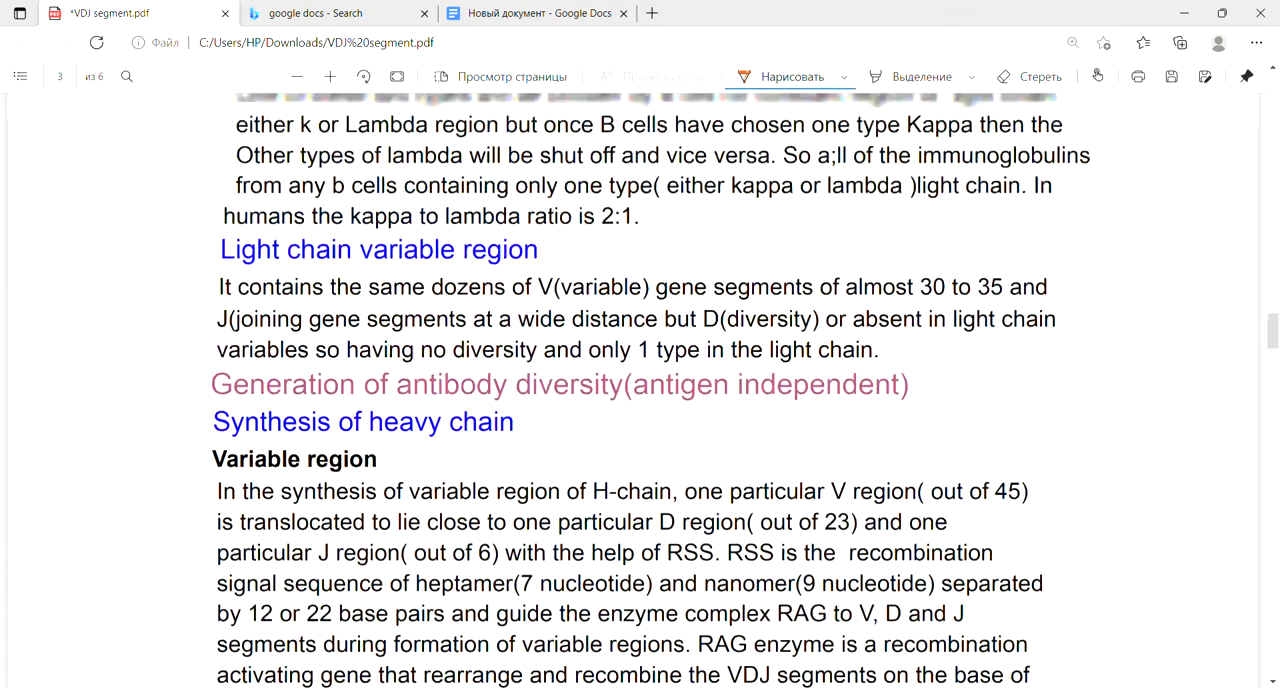 *VDJ segment.pdf
google docs - Search
Новый документ - Google Docs
Файл
C:/Users/HP/Downloads/VDJ%20segment.pdf
3 из 6
Просмотр страницы
Прочесть вслух
Нарисовать
Выделение
Стереть
either k or Lambda region but once B cells have chosen one type Kappa then the
Other types of lambda will be shut off and vice versa. So a;ll of the immunoglobulins
from any b cells containing only one type( either kappa or lambda )light chain. In
humans the kappa to lambda ratio is 2:1.
Light chain variable region
It contains the same dozens of V(variable) gene segments of almost 30 to 35 and
J(joining gene segments at a wide distance but D(diversity) or absent in light chain
variables so having no diversity and only 1 type in the light chain.
Generation of antibody diversity(antigen independent)
Synthesis of heavy chain
Variable region
In the synthesis of variable region of H-chain, one particular V region( out of 45)
is translocated to lie close to one particular D region( out of 23) and one
particular J region( out of 6) with the help of RSS. RSS is the recombination
signal sequence of heptamer(7 nucleotide) and nanomer(9 nucleotide) separated
by 12 or 22 base pairs and guide the enzyme complex RAG to V, D and J
segments during formation of variable regions. RAG enzyme is a recombination
activating gene that rearrange and recombine the VDJ segments on the base of